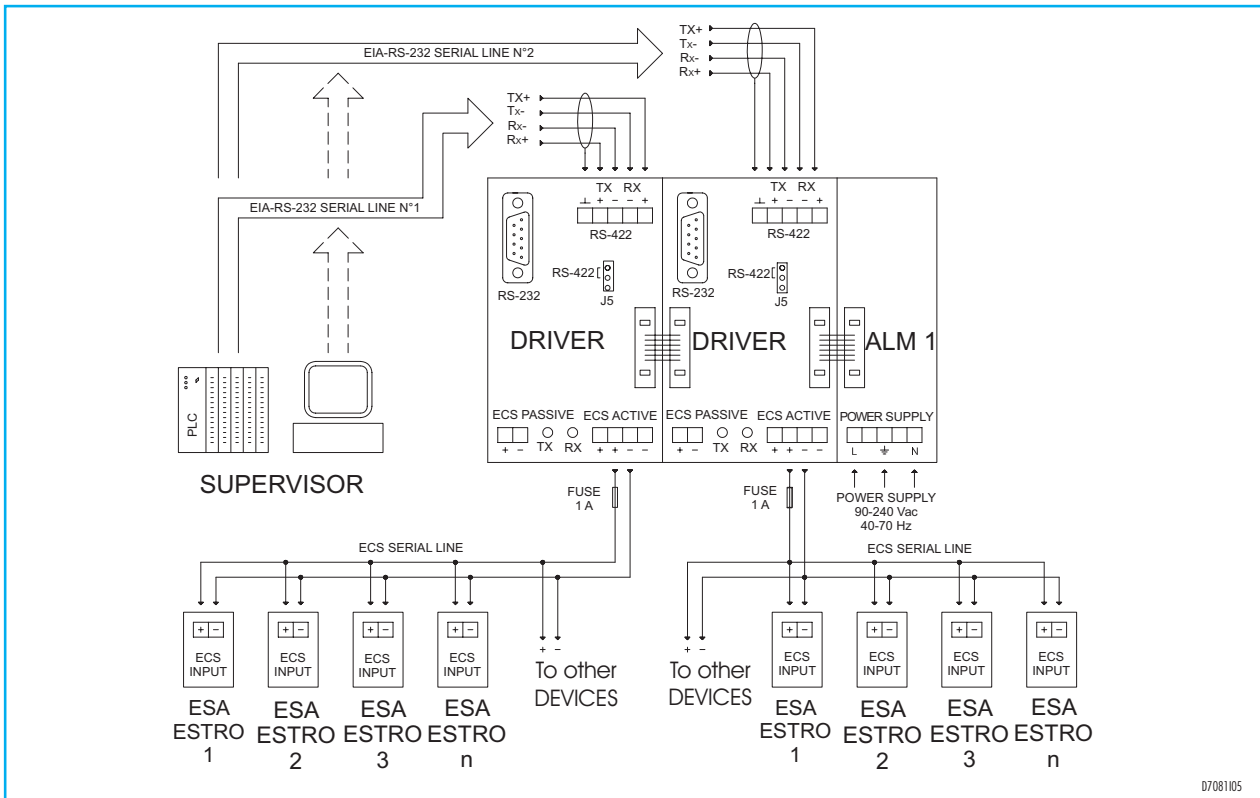 EIA-RS-232 SERIAL LINE N°2
TX+
Tx-
Rx-
Rx+
TX+
Tx-
Rx-
Rx+
EIA-RS-232 SERIAL LINE N°1
TX RX
+ − − +
RS-422
RS-232
RS-422
J5
DRIVER
ECS PASSIVE
+ −
TX
RX
ECS ACTIVE
+ + − −
TX RX
+ − − +
RS-422
RS-232
RS-422
J5
DRIVER
ECS PASSIVE
+ −
TX
RX
ECS ACTIVE
+ + − −
ALM 1
POWER SUPPLY
L
N
PLC
SUPERVISOR
FUSE
1 A
FUSE
1 A
POWER SUPPLY
90-240 Vac
40-70 Hz
ECS SERIAL LINE
ECS SERIAL LINE
+ −
ECS
INPUT
ESA
ESTRO
1
+ −
ECS
INPUT
ESA
ESTRO
2
+ −
ECS
INPUT
ESA
ESTRO
3
+ −
ECS
INPUT
ESA
ESTRO
n
+ −
To other
DEVICES
+ −
To other
DEVICES
+ −
ECS
INPUT
ESA
ESTRO
1
+ −
ECS
INPUT
ESA
ESTRO
2
+ −
ECS
INPUT
ESA
ESTRO
3
+ −
ECS
INPUT
ESA
ESTRO
n
D7081I05